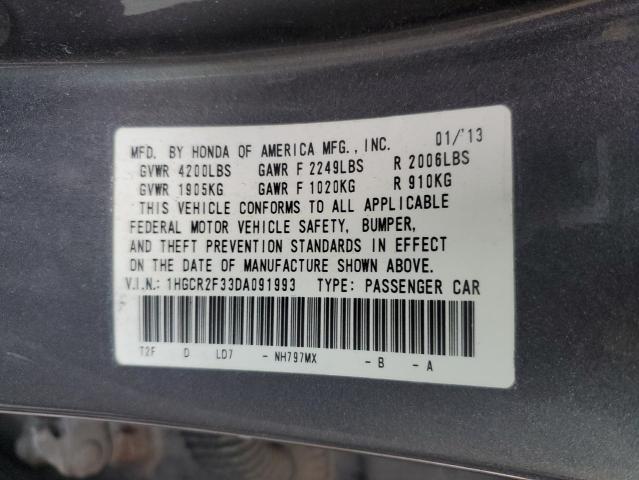 MFD. BY HONDA OF AMERICA MFG., INC. 01/'13
GVWR 4200LBS GAWR F 2249LBS R 2006LBS
GVWR 1905KG GAWR F 1020KG R 910KG
THIS VEHICLE CONFORMS TO ALL APPLICABLE
FEDERAL MOTOR VEHICLE SAFETY, BUMPER,
AND THEFT PREVENTION STANDARDS IN EFFECT
ON THE DATE OF MANUFACTURE SHOWN ABOVE.
V.I.N.: 1HGCR2F33DA091993 TYPE: PASSENGER CAR
T2F D LD7 - NH797MX - B - A